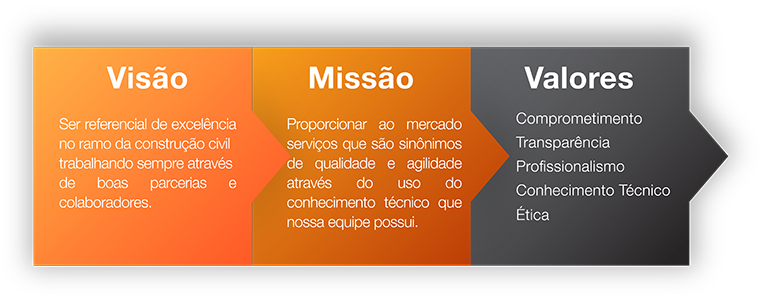 Visão
Ser referencial de excelência
no ramo da construção civil
trabalhando sempre através
de boas parcerias e
colaboradores.
Missão
Proporcionar ao mercado
serviços que são sinônimos
de qualidade e agilidade
através do uso do
conhecimento técnico que
nossa equipe possui.
Valores
Comprometimento
Transparência
Profissionalismo
Conhecimento Técnico
Ética